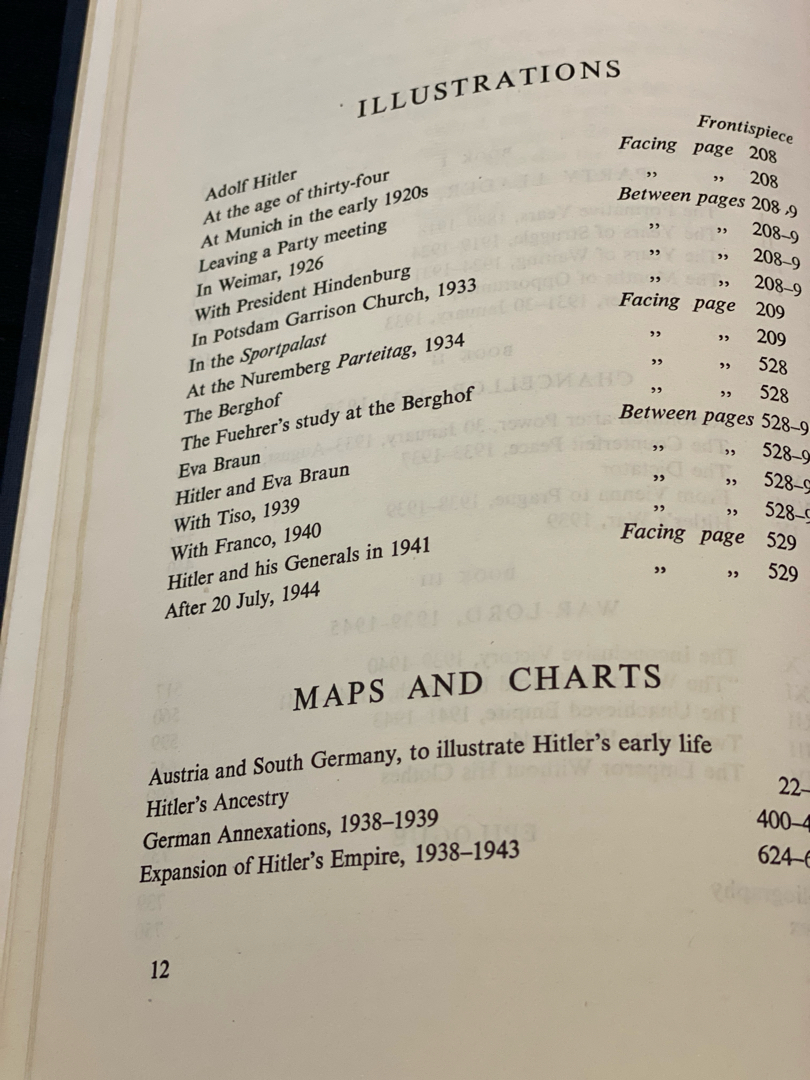 ILLUSTRATIONS
Adolf Hitler Frontispiece
At the age of thirty-four Facing page 208
At Munich in the early 1920s ,, ,, 208
Leaving a Party meeting Between pages 208–9
In Weimar, 1926 ,, ,, 208–9
With President Hindenburg ,, ,, 208–9
In Potsdam Garrison Church, 1933 ,, ,, 208–9
In the Sportpalast Facing page 209
At the Nuremberg Parteitag, 1934 ,, ,, 209
The Berghof ,, ,, 528
The Fuehrer's study at the Berghof ,, ,, 528
Eva Braun Between pages 528–9
Hitler and Eva Braun ,, ,, 528–9
With Tiso, 1939 ,, ,, 528–9
With Franco, 1940 ,, ,, 528–9
Hitler and his Generals in 1941 Facing page 529
After 20 July, 1944 ,, ,, 529
MAPS AND CHARTS
Austria and South Germany, to illustrate Hitler's early life
Hitler's Ancestry 22–
German Annexations, 1938–1939 400–
Expansion of Hitler's Empire, 1938–1943 624–
12